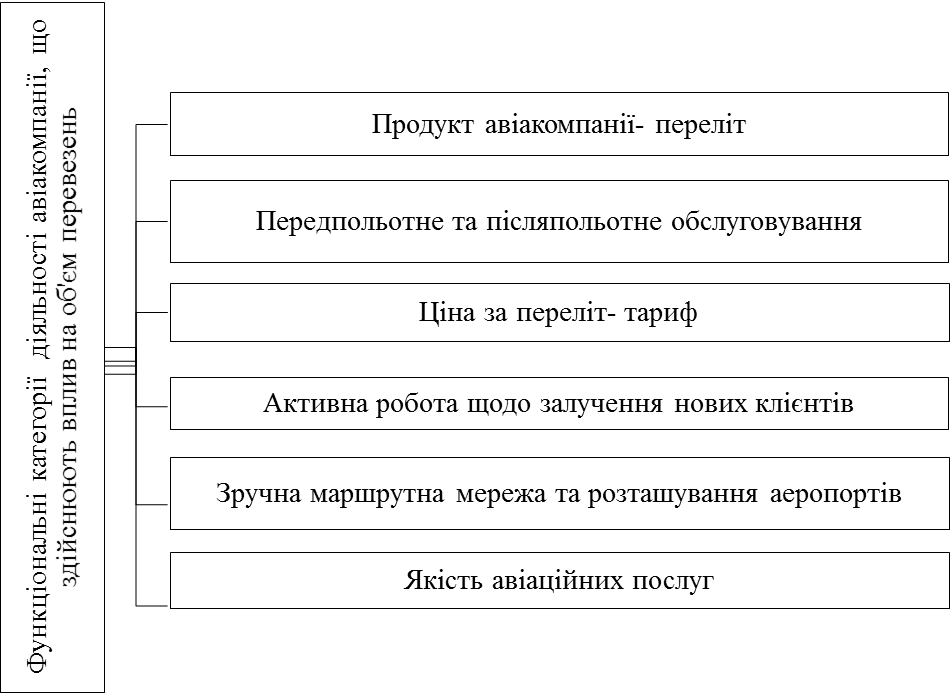 Функціональні категорії діяльності авіакомпанії, що
здійснюють вплив на об'єм перевезень
Продукт авіакомпанії- переліт
Передпольотне та післяпольотне обслуговування
Ціна за переліт- тариф
Активна робота щодо залучення нових клієнтів
Зручна маршрутна мережа та розташування аеропортів
Якість авіаційних послуг